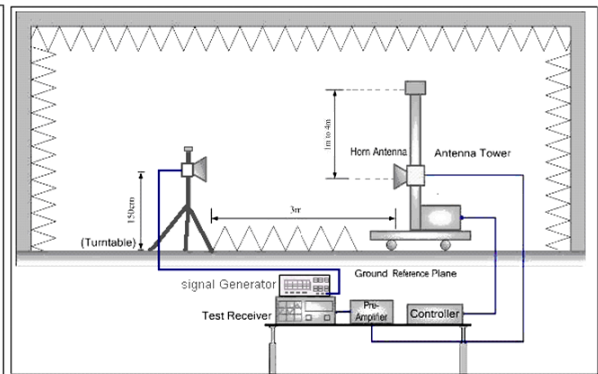 1m to 4m
Horn Antenna
Antenna Tower
150cm
3m
(Turntable)
Ground Reference Plane
signal Generator
Test Receiver
Pre-
Amplifier
Controller